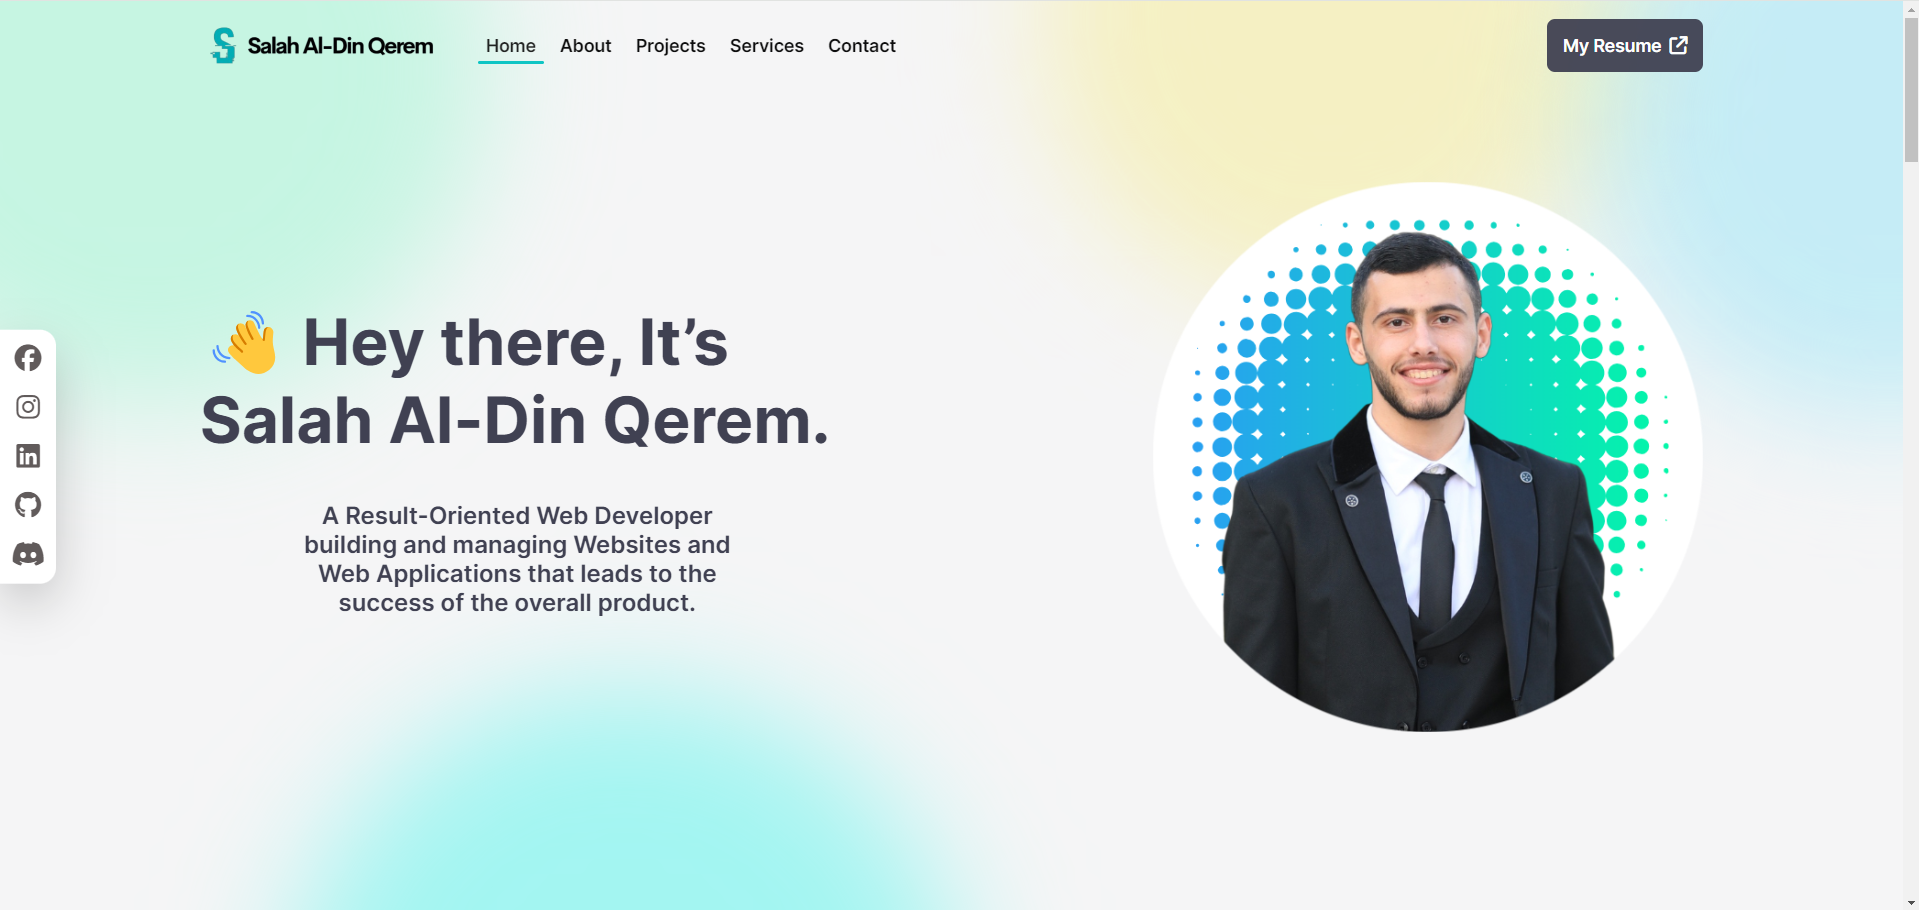 Salah Al-Din Qerem
Home About Projects Services Contact
My Resume
Hey there, It’s
Salah Al-Din Qerem.
A Result-Oriented Web Developer
building and managing Websites and
Web Applications that leads to the
success of the overall product.